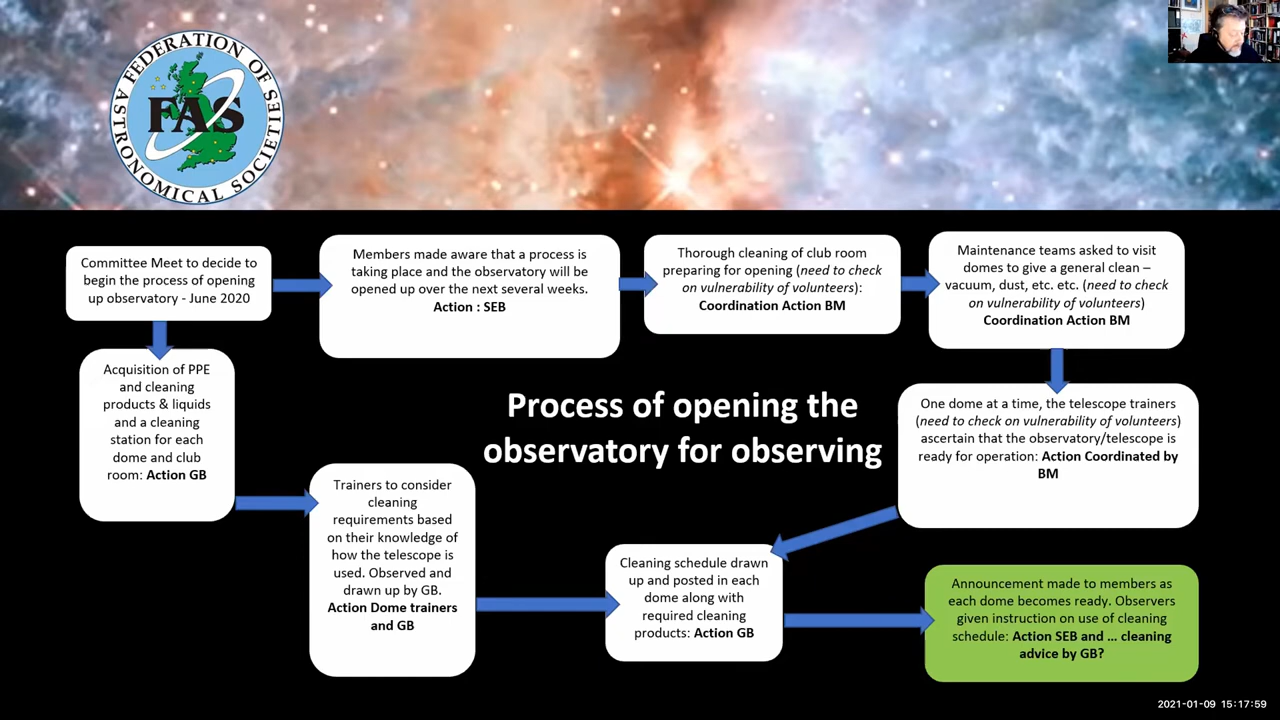 FEDERATION OF
ASTRONOMICAL SOCIETIES
FAS
Committee Meet to decide to
begin the process of opening
up observatory - June 2020
Members made aware that a process is
taking place and the observatory will be
opened up over the next several weeks.
Action : SEB
Thorough cleaning of club room
preparing for opening (need to check
on vulnerability of volunteers):
Coordination Action BM
Maintenance teams asked to visit
domes to give a general clean –
vacuum, dust, etc. etc. (need to check
on vulnerability of volunteers)
Coordination Action BM
Acquisition of PPE
and cleaning
products & liquids
and a cleaning
station for each
dome and club
room: Action GB
Process of opening the
observatory for observing
One dome at a time, the telescope trainers
(need to check on vulnerability of volunteers)
ascertain that the observatory/telescope is
ready for operation: Action Coordinated by
BM
Trainers to consider
cleaning
requirements based
on their knowledge of
how the telescope is
used. Observed and
drawn up by GB.
Action Dome trainers
and GB
Cleaning schedule drawn
up and posted in each
dome along with
required cleaning
products: Action GB
Announcement made to members as
each dome becomes ready. Observers
given instruction on use of cleaning
schedule: Action SEB and ... cleaning
advice by GB?
2021-01-09 15:17:59